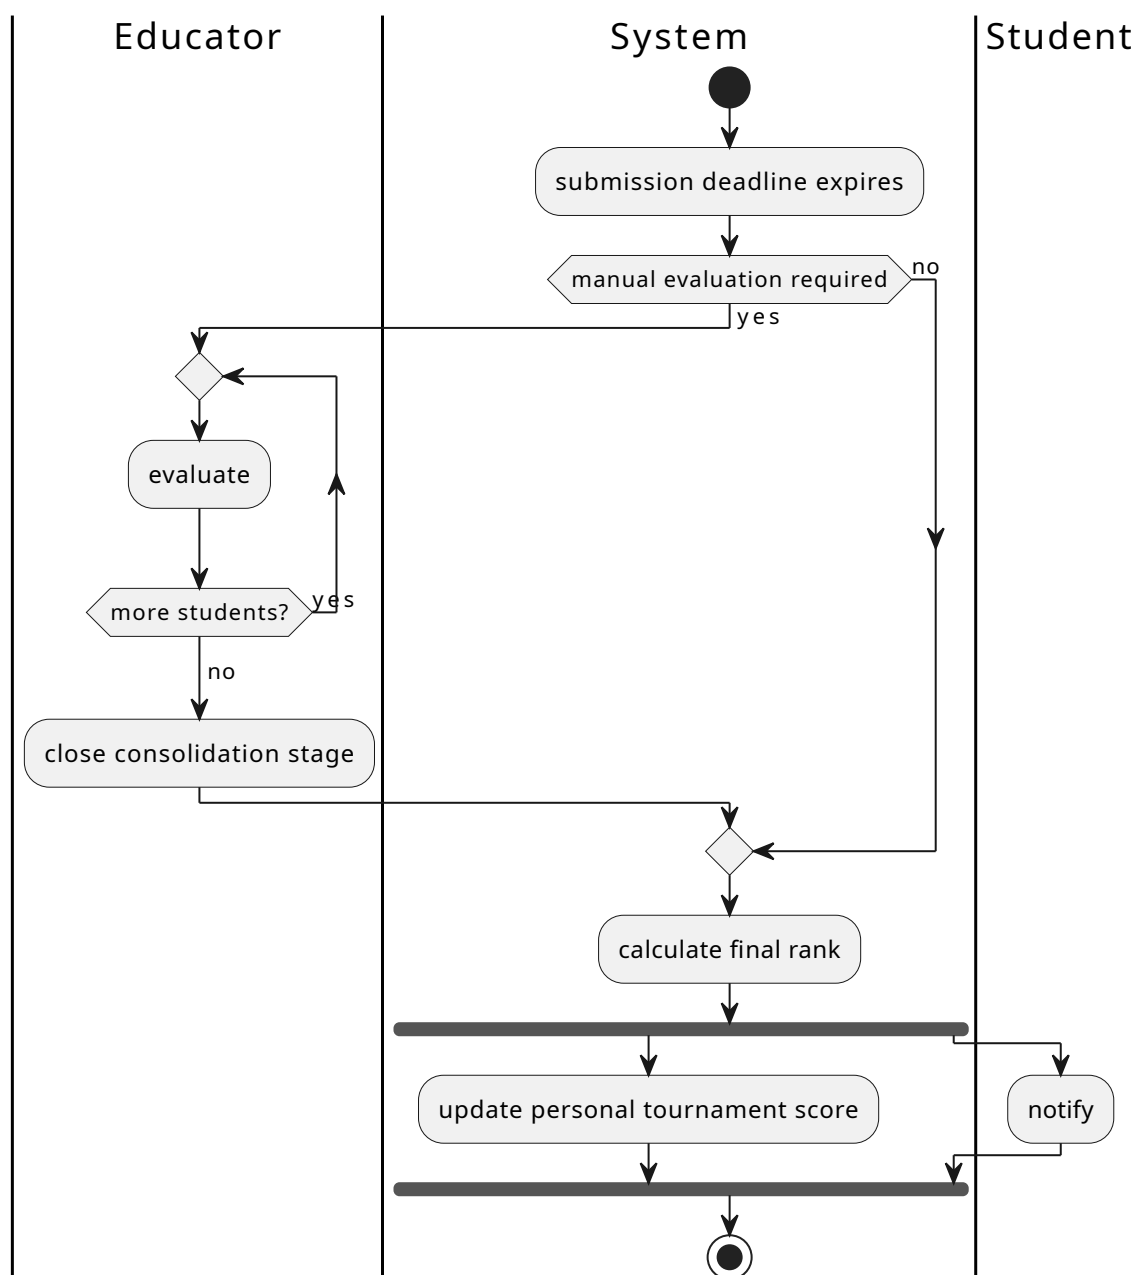 Educator
System
Student
submission deadline expires
manual evaluation required
no
yes
evaluate
more students?
yes
no
close consolidation stage
calculate final rank
update personal tournament score
notify